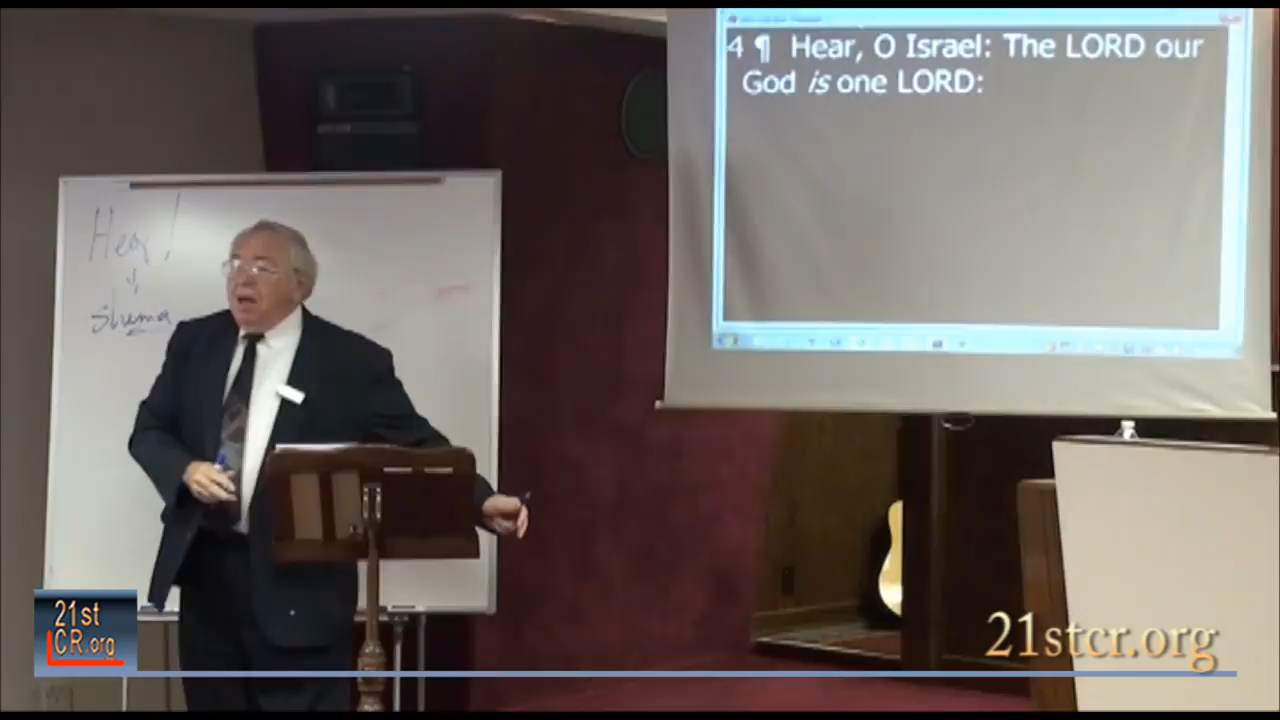 4 ¶ Hear, O Israel: The LORD our
God is one LORD:
Hear!
shema
21st
CR.org
21stcr.org